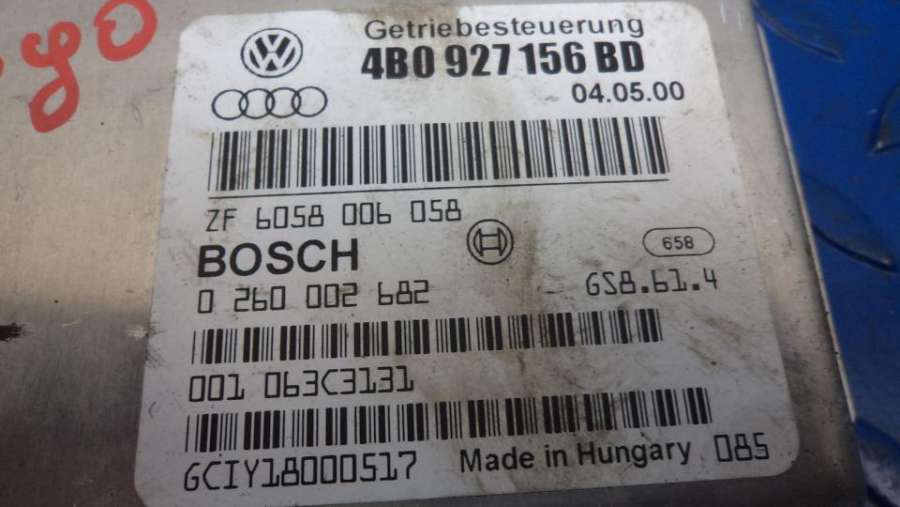 Getriebesteuerung
4B0 927 156 BD
04.05.00
ZF 6058 006 058
BOSCH
658
0 260 002 682
GS8.61.4
001 063C3131
GCIY18000517
Made in Hungary 085